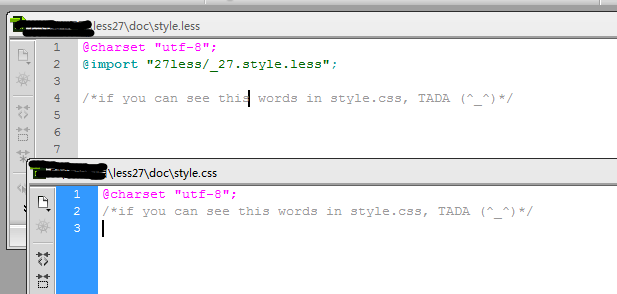 less27\doc\style.less
1 @charset "utf-8";
2 @import "27less/_27.style.less";
3
4 /*if you can see this words in style.css, TADA (^_^)*/
5
6
7
\less27\doc\style.css
1 @charset "utf-8";
2 /*if you can see this words in style.css, TADA (^_^)*/
3